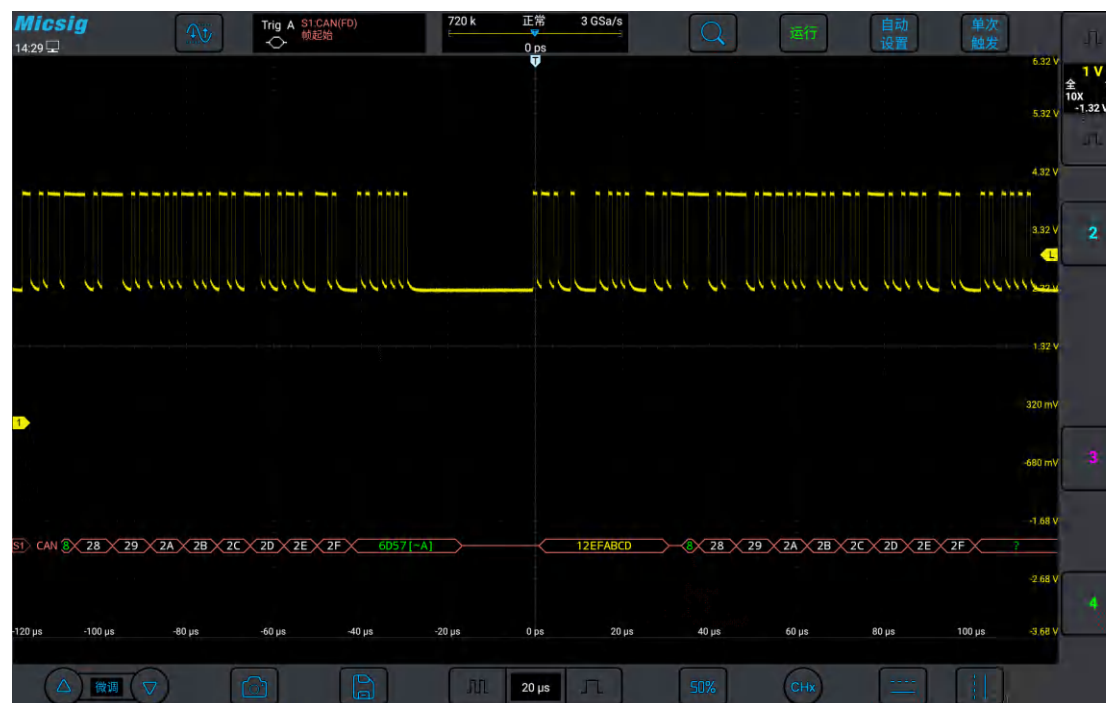 Micsig
14:29
Trig A S1:CAN(FD)
帧起始
720 k 正常 3 GSa/s
0 ps
运行
自动
设置
单次
触发
T
6.32 V
5.32 V
4.32 V
3.32 V
L
1.32 V
320 mV
-680 mV
-1.68 V
-2.68 V
-3.68 V
1 V
全
10X
-1.32 V
2
3
4
1
S1 CAN 8 28 29 2A 2B 2C 2D 2E 2F 6D57[~A] 12EFABCD 8 28 29 2A 2B 2C 2D 2E 2F ?
-120 μs -100 μs -80 μs -60 μs -40 μs -20 μs 0 ps 20 μs 40 μs 60 μs 80 μs 100 μs
微调
20 μs
50%
CHx